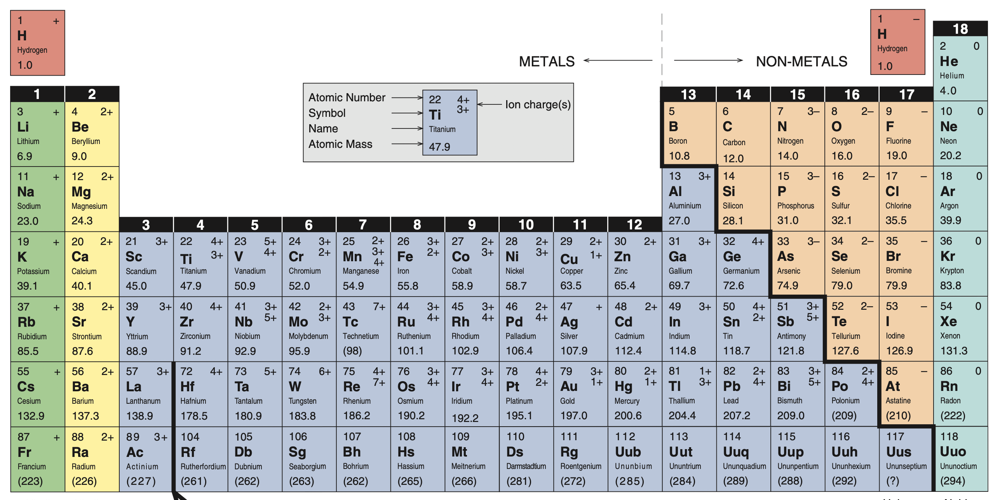 1 +
H
Hydrogen
1.0
1 –
H
Hydrogen
1.0
18
2 0
He
Helium
4.0
METALS
NON-METALS
1 2
13 14 15 16 17
Atomic Number
Symbol
Name
Atomic Mass
22 4+
3+
Ti
Titanium
47.9
Ion charge(s)
3 + 4 2+ 5 6 7 3– 8 2– 9 – 10 0
Li Be B C N O F Ne
Lithium Beryllium Boron Carbon Nitrogen Oxygen Fluorine Neon
6.9 9.0 10.8 12.0 14.0 16.0 19.0 20.2
11 + 12 2+ 13 3+ 14 15 3– 16 2– 17 – 18 0
Na Mg Al Si P S Cl Ar
Sodium Magnesium Aluminium Silicon Phosphorus Sulfur Chlorine Argon
23.0 24.3 27.0 28.1 31.0 32.1 35.5 39.9
3 4 5 6 7 8 9 10 11 12
19 + 20 2+ 21 3+ 22 4+ 23 5+ 24 3+ 25 2+ 26 3+ 27 2+ 28 2+ 29 2+ 30 2+ 31 3+ 32 4+ 33 3– 34 2– 35 – 36 0
K Ca Sc Ti 3+ V 4+ Cr 2+ Mn 3+ 4+ Fe 2+ Co 3+ Ni 3+ Cu 1+ Zn Ga Ge As Se Br Kr
Potassium Calcium Scandium Titanium Vanadium Chromium Manganese Iron Cobalt Nickel Copper Zinc Gallium Germanium Arsenic Selenium Bromine Krypton
39.1 40.1 45.0 47.9 50.9 52.0 54.9 55.8 58.9 58.7 63.5 65.4 69.7 72.6 74.9 79.0 79.9 83.8
37 + 38 2+ 39 3+ 40 4+ 41 3+ 42 2+ 43 7+ 44 3+ 45 3+ 46 2+ 47 + 48 2+ 49 3+ 50 4+ 51 3+ 52 2– 53 – 54 0
Rb Sr Y Zr Nb 5+ Mo 3+ Tc Ru 4+ Rh 4+ Pd 4+ Ag Cd In Sn 2+ Sb 5+ Te I Xe
Rubidium Strontium Yttrium Zirconium Niobium Molybdenum Technetium Ruthenium Rhodium Palladium Silver Cadmium Indium Tin Antimony Tellurium Iodine Xenon
85.5 87.6 88.9 91.2 92.9 95.9 (98) 101.1 102.9 106.4 107.9 112.4 114.8 118.7 121.8 127.6 126.9 131.3
55 + 56 2+ 57 3+ 72 4+ 73 5+ 74 6+ 75 4+ 76 3+ 77 3+ 78 4+ 79 3+ 80 2+ 81 1+ 82 2+ 83 3+ 84 2+ 85 – 86 0
Cs Ba La Hf Ta W Re 7+ Os 4+ Ir 4+ Pt 2+ Au 1+ Hg 1+ Tl 3+ Pb 4+ Bi 5+ Po 4+ At Rn
Cesium Barium Lanthanum Hafnium Tantalum Tungsten Rhenium Osmium Iridium Platinum Gold Mercury Thallium Lead Bismuth Polonium Astatine Radon
132.9 137.3 138.9 178.5 180.9 183.8 186.2 190.2 192.2 195.1 197.0 200.6 204.4 207.2 209.0 (209) (210) (222)
87 + 88 2+ 89 3+ 104 105 106 107 108 109 110 111 112 113 114 115 116 117 118
Fr Ra Ac Rf Db Sg Bh Hs Mt Ds Rg Uub Uut Uuq Uup Uuh Uus Uuo
Francium Radium Actinium Rutherfordium Dubnium Seaborgium Bohrium Hassium Meitnerium Darmstadtium Roentgenium Ununbium Ununtrium Ununquadium Ununpentium Ununhexium Ununseptium Ununoctium
(223) (226) (227) (261) (262) (263) (262) (265) (266) (281) (272) (285) (284) (289) (288) (292) (?) (294)